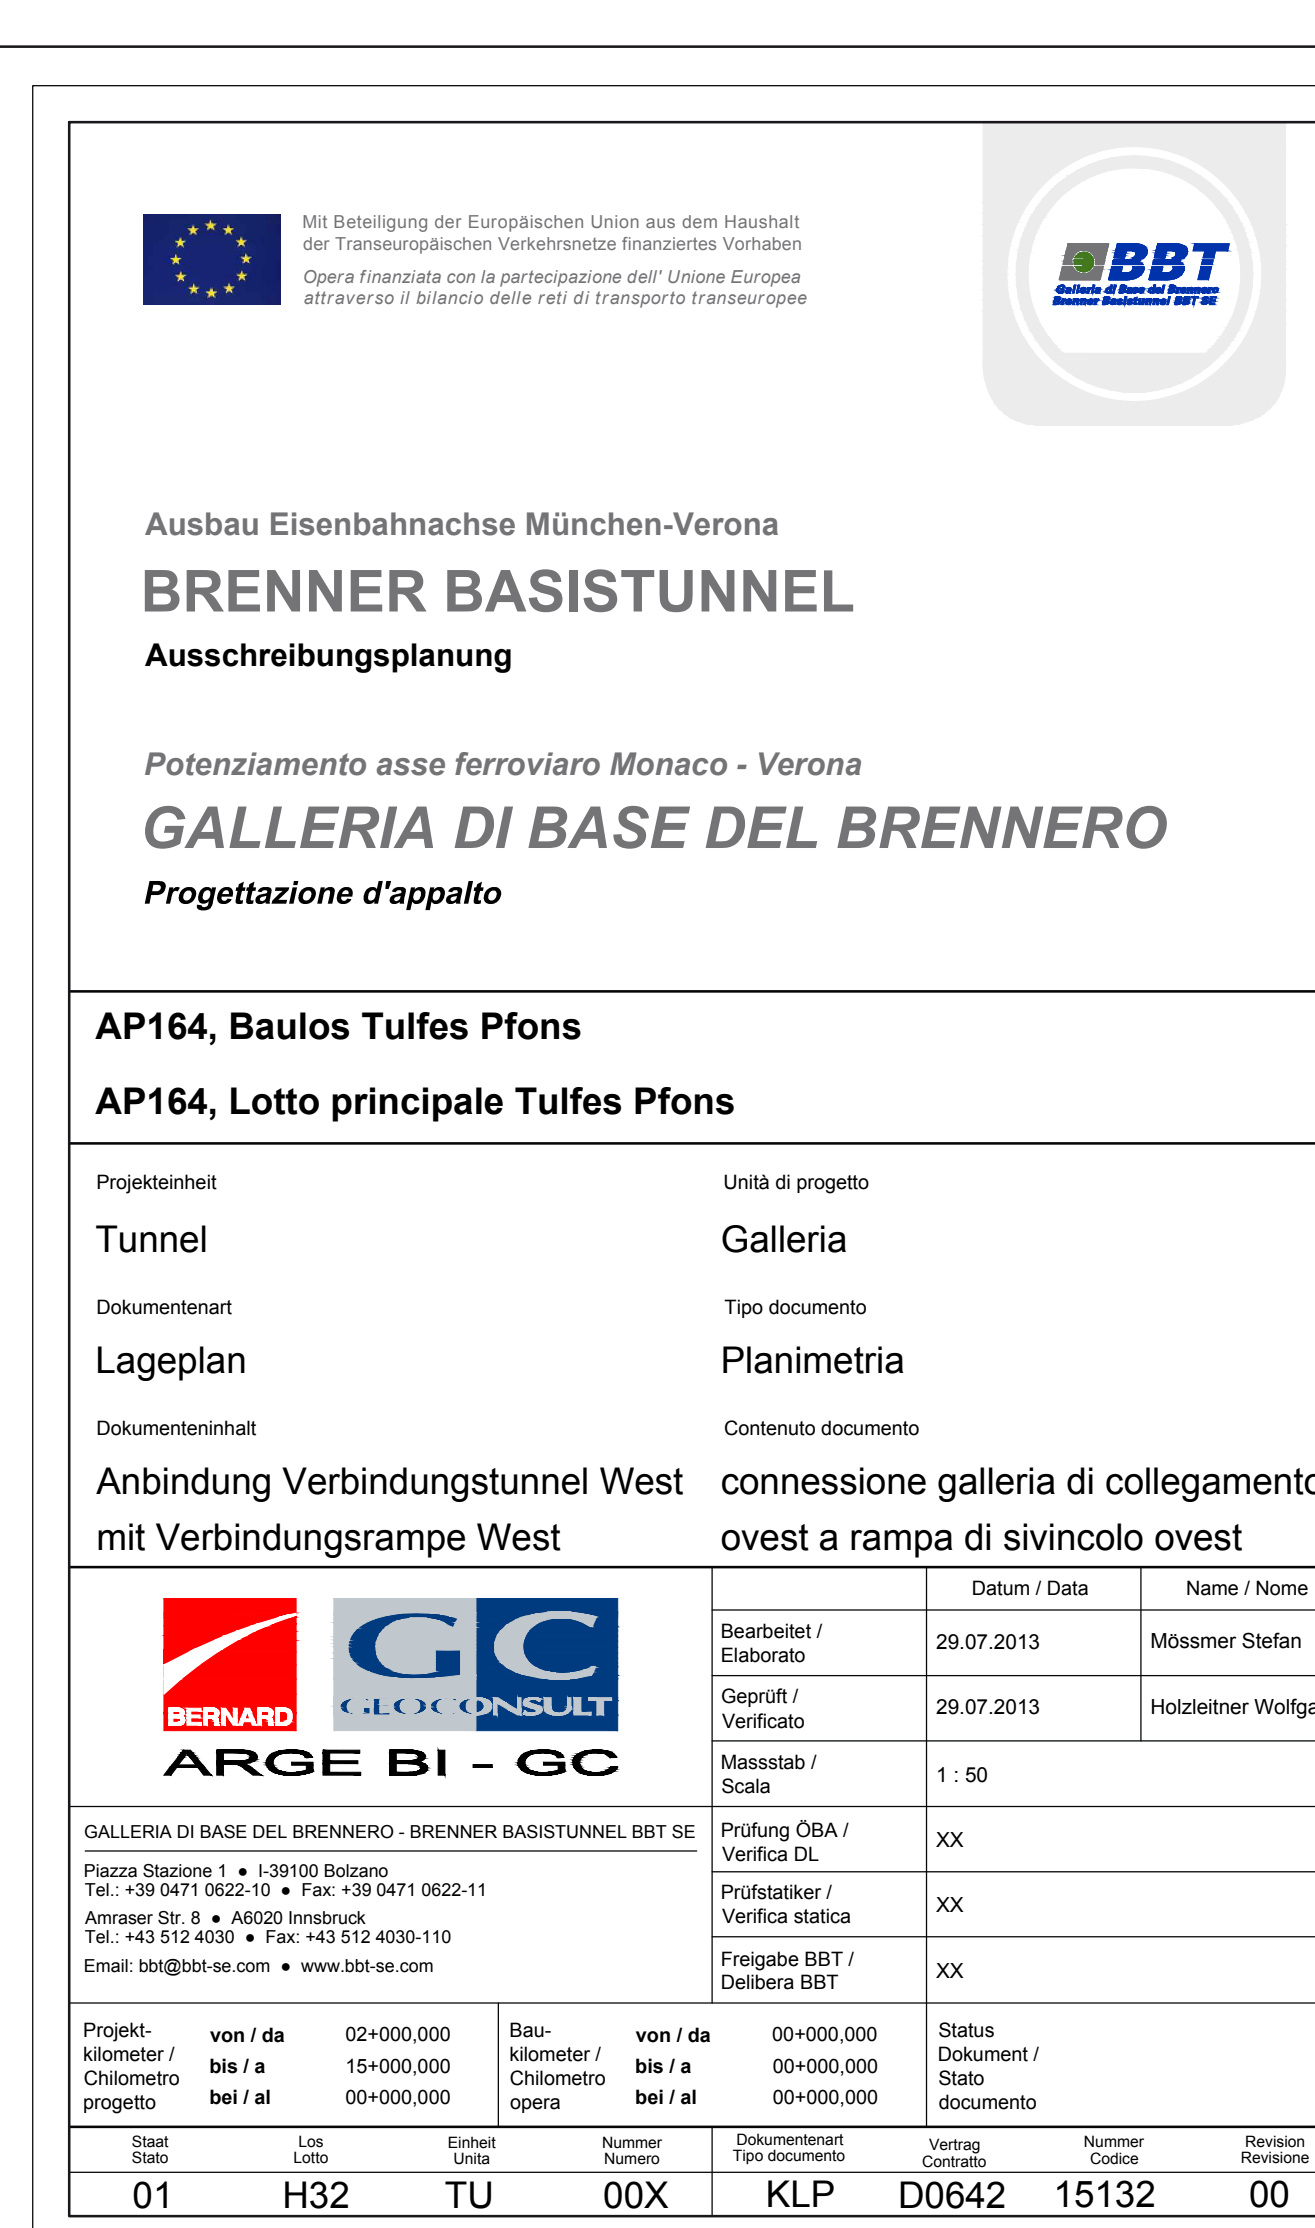 Mit Beteiligung der Europäischen Union aus dem Haushalt
der Transeuropäischen Verkehrsnetze finanziertes Vorhaben
Opera finanziata con la partecipazione dell' Unione Europea
attraverso il bilancio delle reti di transporto transeuropee
BBT
Galleria di Base del Brennero
Brenner Basistunnel BBT SE
Ausbau Eisenbahnachse München-Verona
BRENNER BASISTUNNEL
Ausschreibungsplanung
Potenziamento asse ferroviaro Monaco - Verona
GALLERIA DI BASE DEL BRENNERO
Progettazione d'appalto
AP164, Baulos Tulfes Pfons
AP164, Lotto principale Tulfes Pfons
Projekteinheit Unità di progetto
Tunnel Galleria
Dokumentenart Tipo documento
Lageplan Planimetria
Dokumenteninhalt Contenuto documento
Anbindung Verbindungstunnel West connessione galleria di collegamento
mit Verbindungsrampe West ovest a rampa di sivincolo ovest
BERNARD
GC
GEOCONSULT
ARGE BI - GC
Datum / Data Name / Nome
Bearbeitet /
Elaborato
29.07.2013 Mössmer Stefan
Geprüft /
Verificato
29.07.2013 Holzleitner
Massstab /
Scala
1 : 50
GALLERIA DI BASE DEL BRENNERO - BRENNER BASISTUNNEL BBT SE
Piazza Stazione 1 ● I-39100 Bolzano
Tel.: +39 0471 0622-10 ● Fax: +39 0471 0622-11
Amraser Str. 8 ● A6020 Innsbruck
Tel.: +43 512 4030 ● Fax: +43 512 4030-110
Email: bbt@bbt-se.com ● www.bbt-se.com
Prüfung ÖBA /
Verifica DL
XX
Prüfstatiker /
Verifica statica
XX
Freigabe BBT /
Delibera BBT
XX
Projekt-
kilometer /
Chilometro
progetto
von / da 02+000,000
bis / a 15+000,000
bei / al 00+000,000
Bau-
kilometer /
Chilometro
opera
von / da 00+000,000
bis / a 00+000,000
bei / al 00+000,000
Status
Dokument /
Stato
documento
Staat Los Einheit Nummer Dokumentenart Vertrag Nummer Revision
Stato Lotto Unita Numero Tipo documento Contratto Codice Revisione
01 H32 TU 00X KLP D0642 15132 00